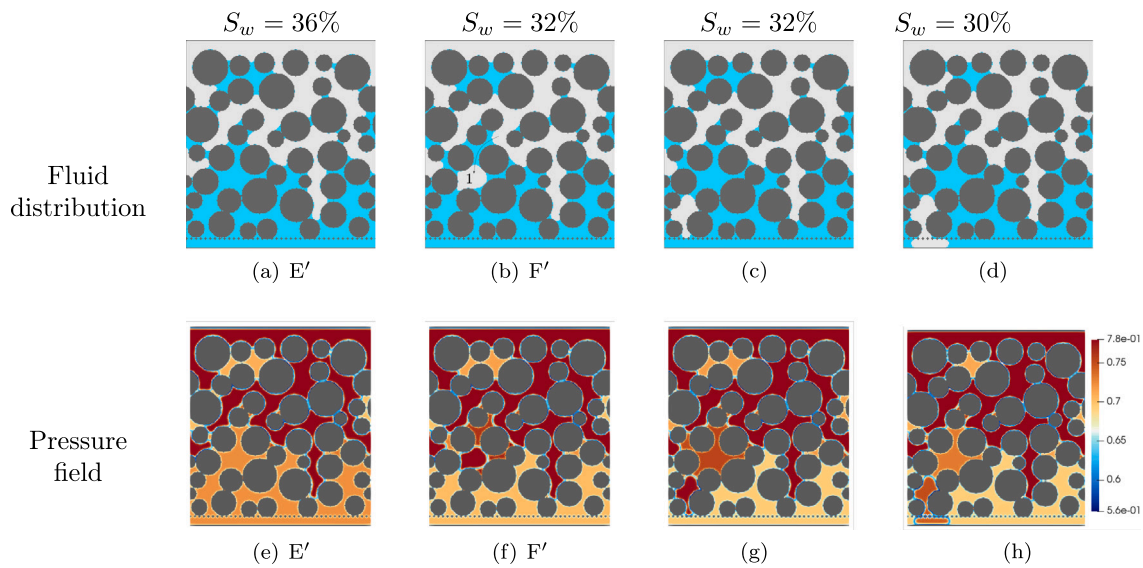 S_w = 36%
S_w = 32%
S_w = 32%
S_w = 30%
Fluid
distribution
1
(a) E′
(b) F′
(c)
(d)
Pressure
field
7.8e-01
0.75
0.7
0.65
0.6
5.6e-01
(e) E′
(f) F′
(g)
(h)